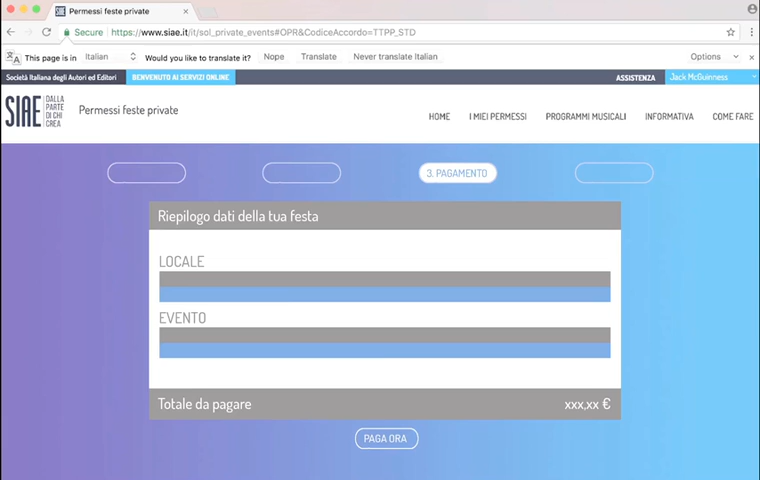 Permessi feste private
Secure https://www.siae.it/it/sol_private_events#OPR&CodiceAccordo=TTPP_STD
This page is in Italian Would you like to translate it? Nope Translate Never translate Italian Options
Società Italiana degli Autori ed Editori BENVENUTO AI SERVIZI ONLINE ASSISTENZA Jack McGuinness
SIAE DALLA PARTE DI CHI CREA
Permessi feste private
HOME I MIEI PERMESSI PROGRAMMI MUSICALI INFORMATIVA COME FARE
3. PAGAMENTO
Riepilogo dati della tua festa
LOCALE
EVENTO
Totale da pagare xxx,xx €
PAGA ORA